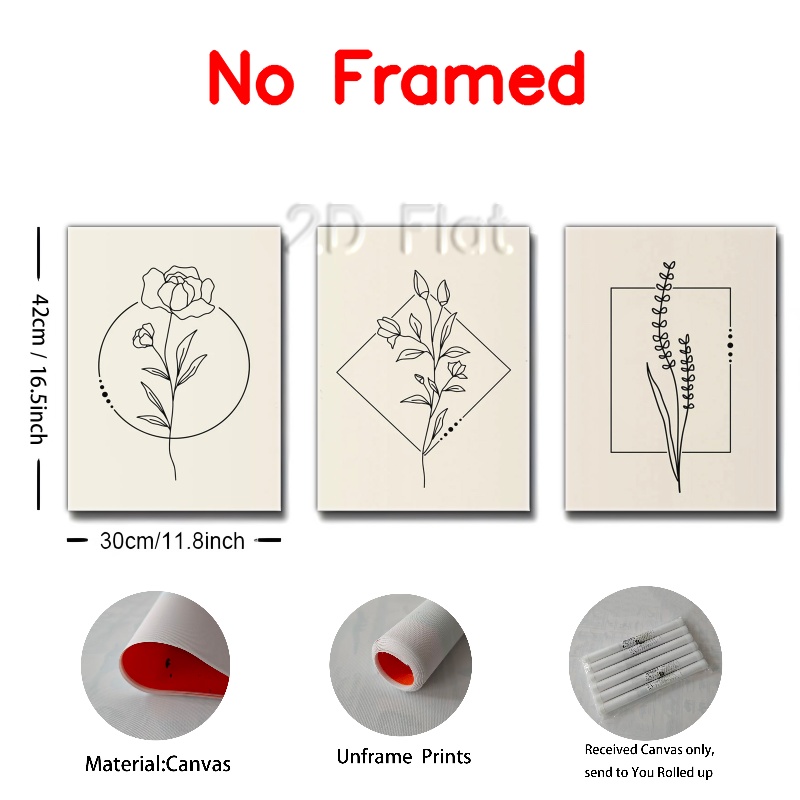 No Framed
2D Flat
42cm / 16.5inch
30cm/11.8inch
Material:Canvas
Unframe Prints
Received Canvas only,
send to You Rolled up